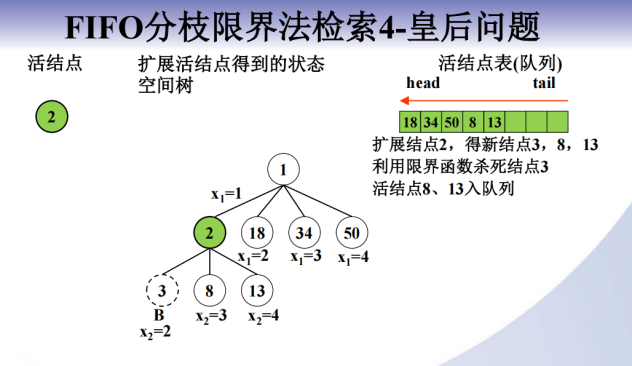 FIFO分枝限界法检索4-皇后问题
活结点
扩展活结点得到的状态
空间树
活结点表(队列)
head tail
2
18 34 50 8 13
扩展结点2，得新结点3，8，13
利用限界函数杀死结点3
活结点8、13入队列
1
x₁=1
2 18 34 50
x₁=2 x₁=3 x₁=4
3 8 13
B x₂=3 x₂=4
x₂=2